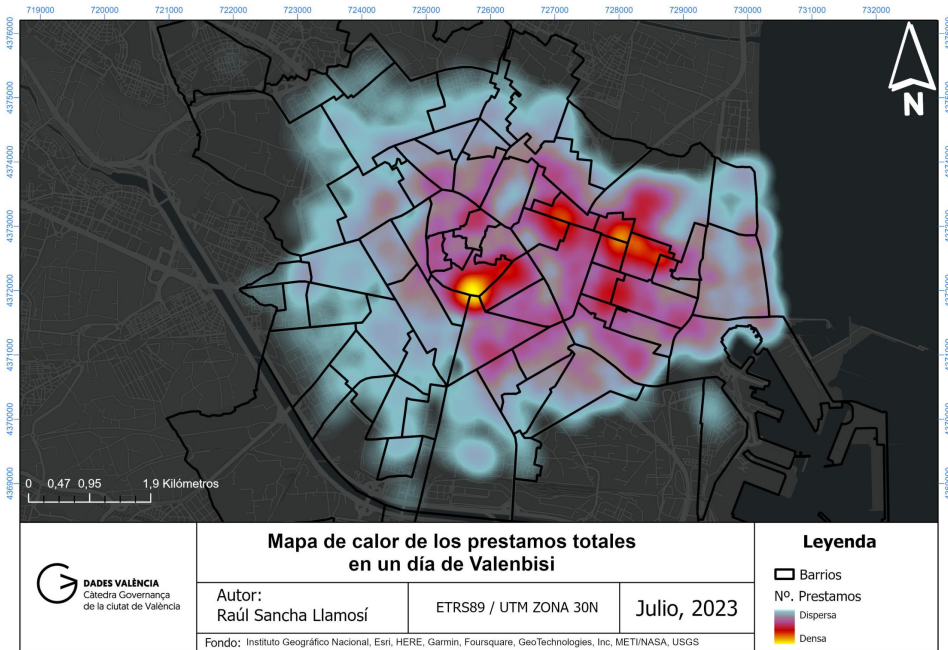 719000 720000 721000 722000 723000 724000 725000 726000 727000 728000 729000 730000 731000 732000
4376000
4375000
4374000
4373000
4372000
4371000
4370000
4369000
N
0 0,47 0,95 1,9 Kilómetros
DADES VALÈNCIA
Càtedra Governança
de la ciutat de València
Mapa de calor de los prestamos totales
en un día de Valenbisi
Autor:
Raúl Sancha Llamosí
ETRS89 / UTM ZONA 30N
Julio, 2023
Fondo: Instituto Geográfico Nacional, Esri, HERE, Garmin, Foursquare, GeoTechnologies, Inc, METI/NASA, USGS
Leyenda
Barrios
Nº. Prestamos
Dispersa
Densa